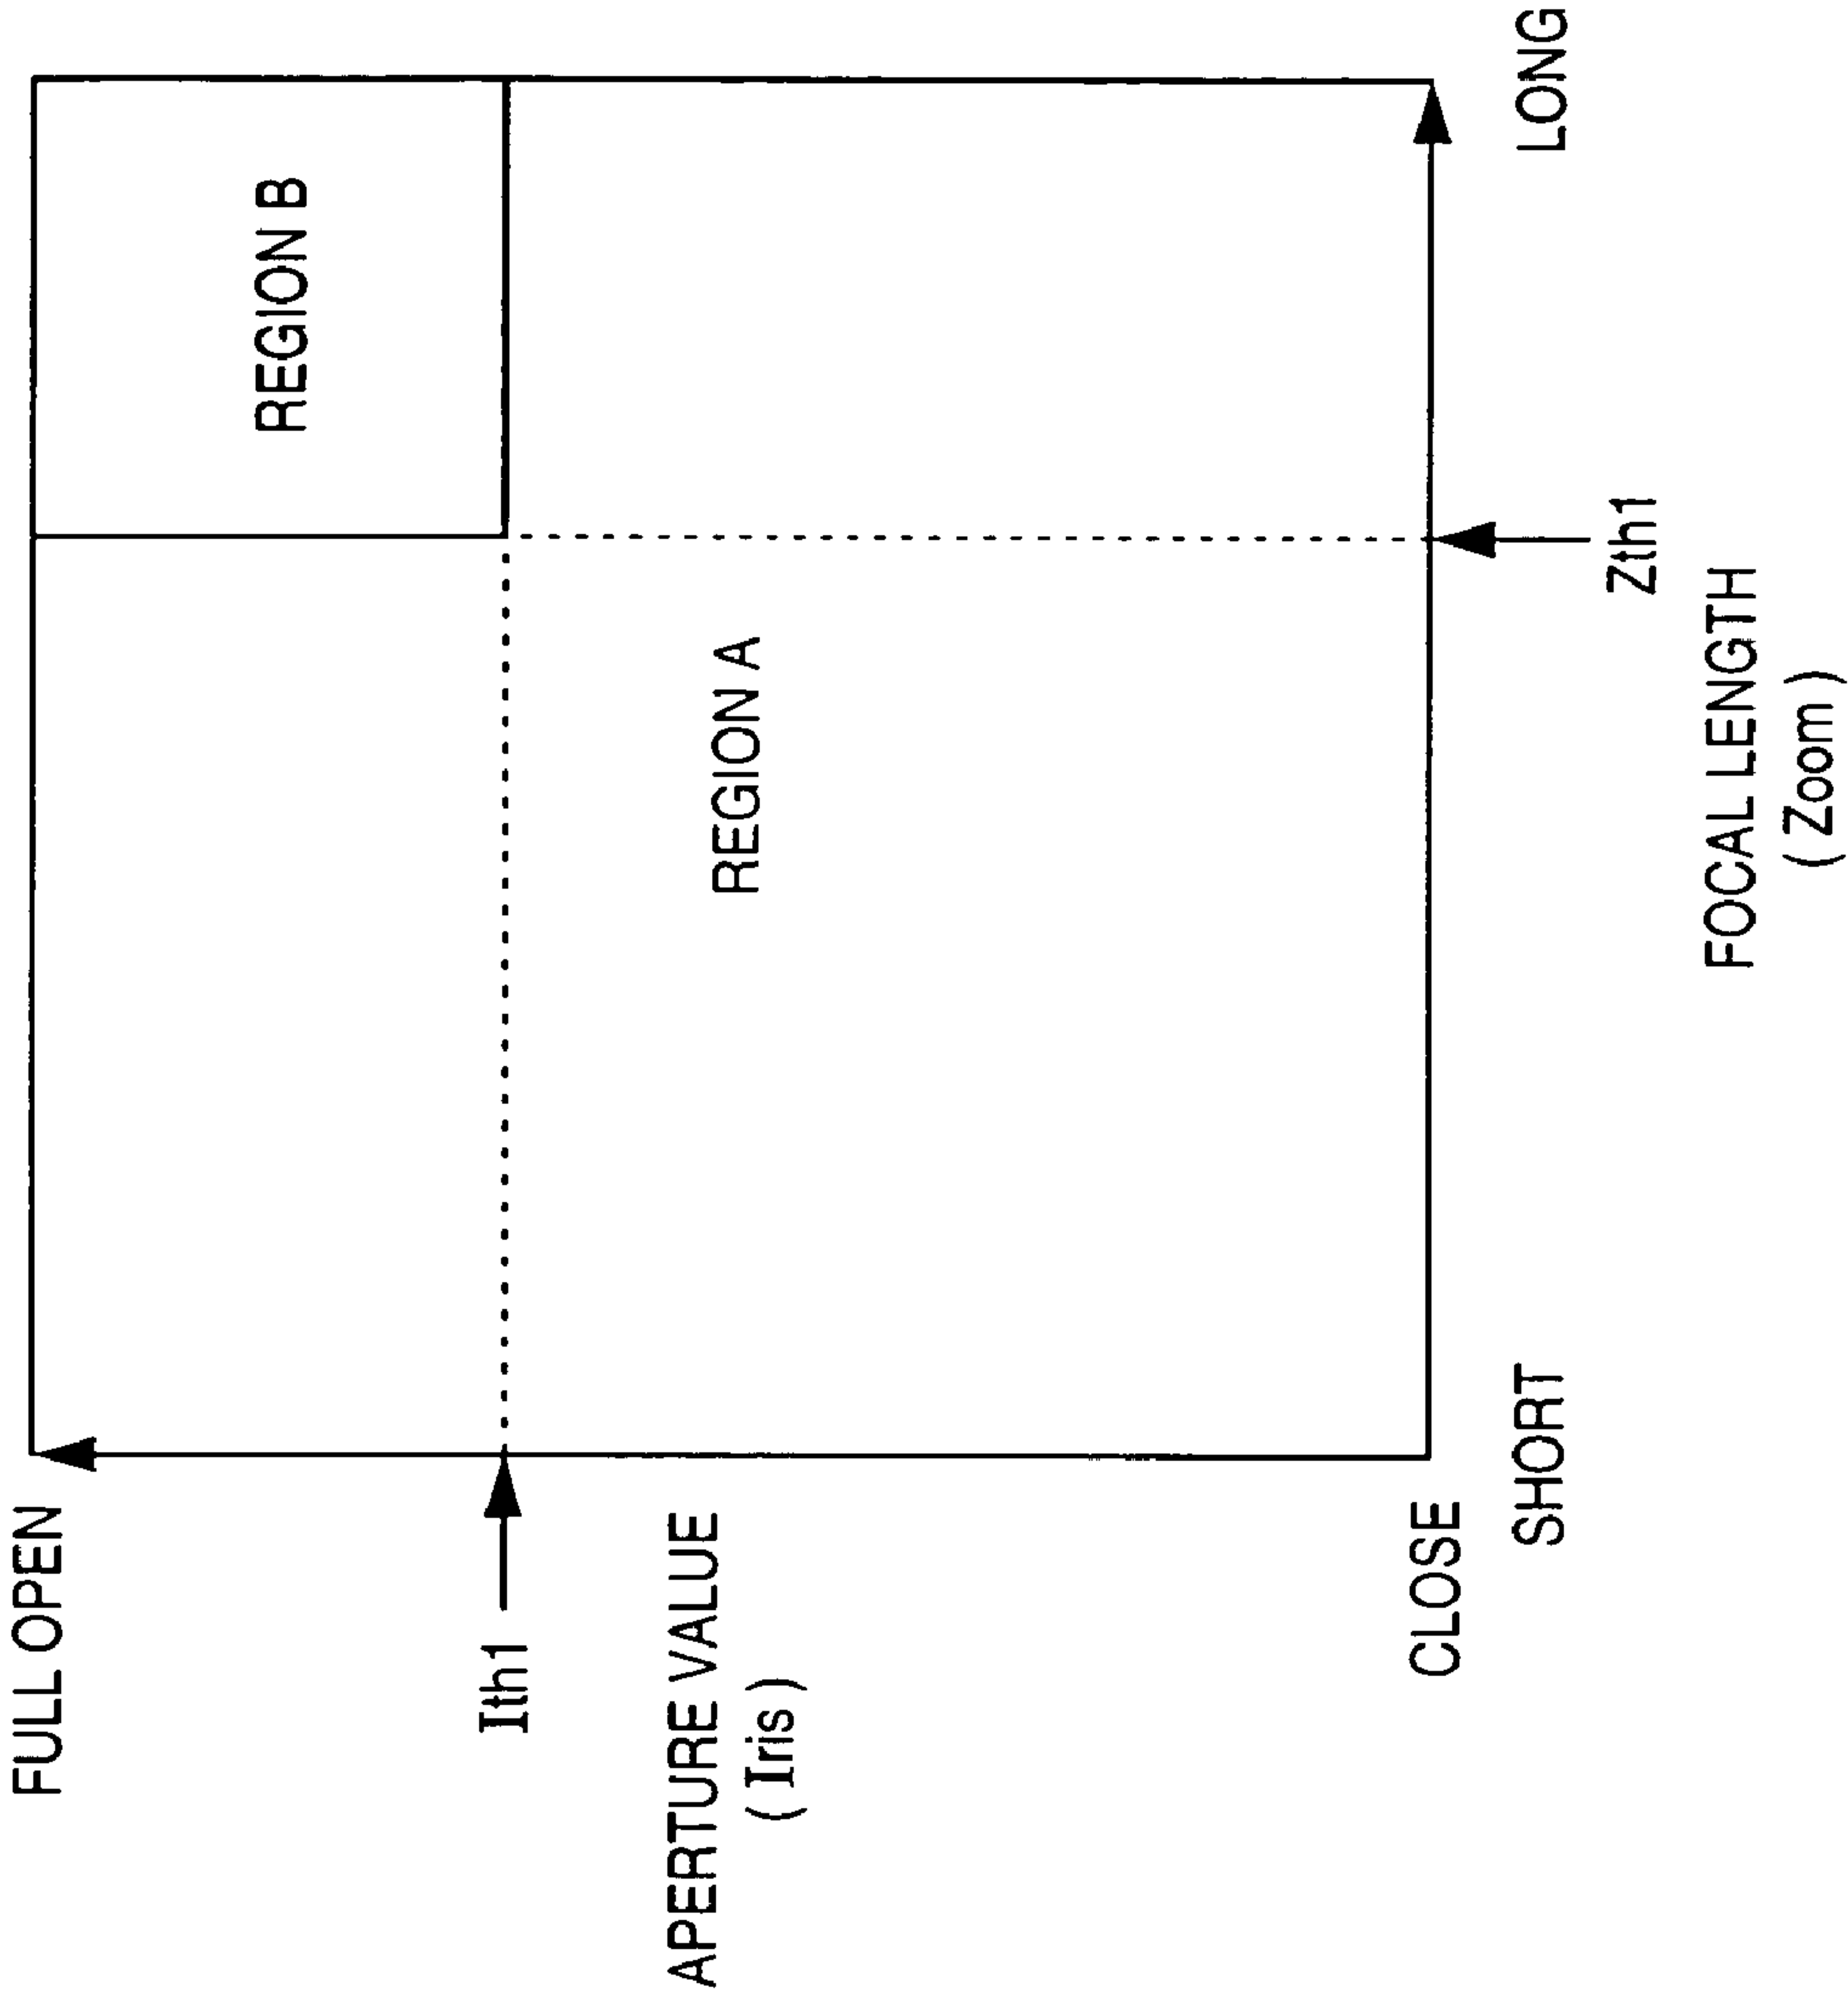 FULL OPEN
Ith1
APERTURE VALUE
( Iris )
CLOSE
REGION B
REGION A
SHORT
LONG
Zth1
FOCAL LENGTH
( Zoom )